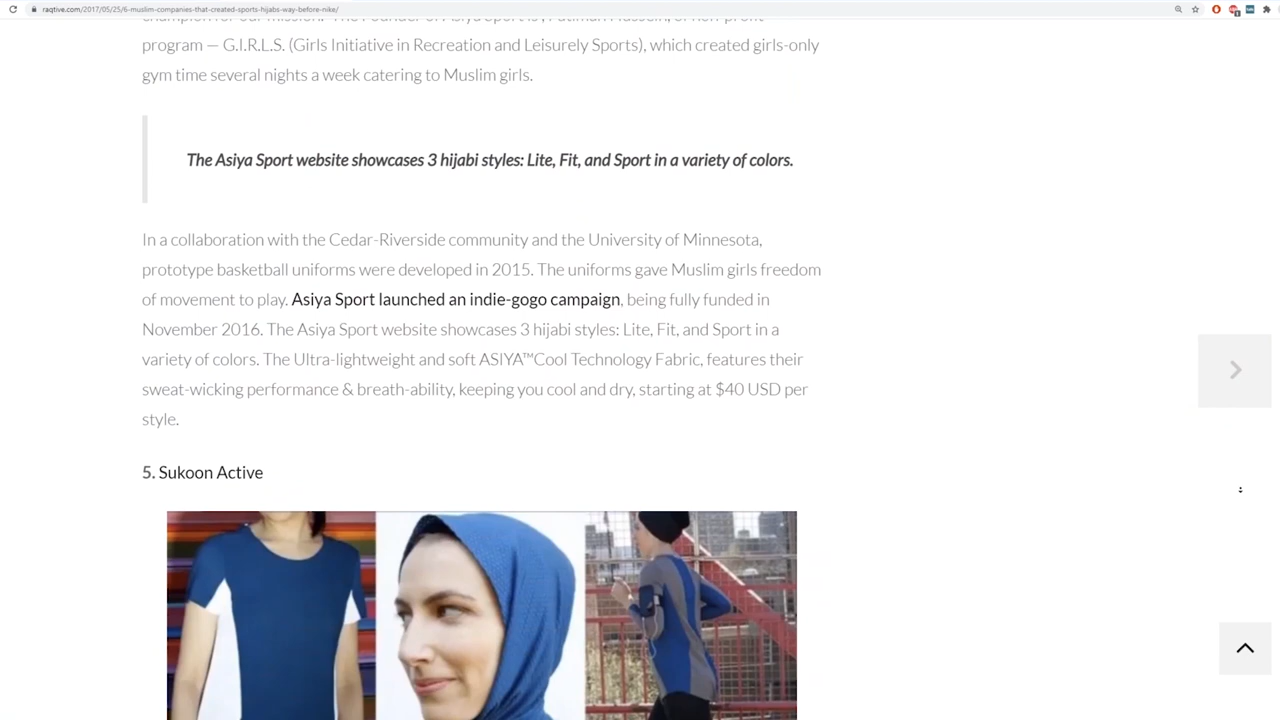 raqtive.com/2017/05/25/6-muslim-companies-that-created-sports-hijabs-way-before-nike/
program — G.I.R.L.S. (Girls Initiative in Recreation and Leisurely Sports), which created girls-only
gym time several nights a week catering to Muslim girls.
The Asiya Sport website showcases 3 hijabi styles: Lite, Fit, and Sport in a variety of colors.
In a collaboration with the Cedar-Riverside community and the University of Minnesota,
prototype basketball uniforms were developed in 2015. The uniforms gave Muslim girls freedom
of movement to play. Asiya Sport launched an indie-gogo campaign, being fully funded in
November 2016. The Asiya Sport website showcases 3 hijabi styles: Lite, Fit, and Sport in a
variety of colors. The Ultra-lightweight and soft ASIYA™Cool Technology Fabric, features their
sweat-wicking performance & breath-ability, keeping you cool and dry, starting at $40 USD per
style.
5. Sukoon Active